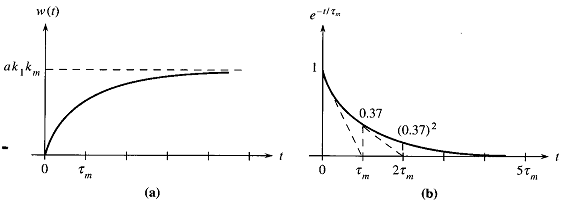 w(t)
ak₁kₘ
0 τₘ t
(a)
e^(−t/τₘ)
1
0.37
(0.37)²
0 τₘ 2τₘ 5τₘ t
(b)